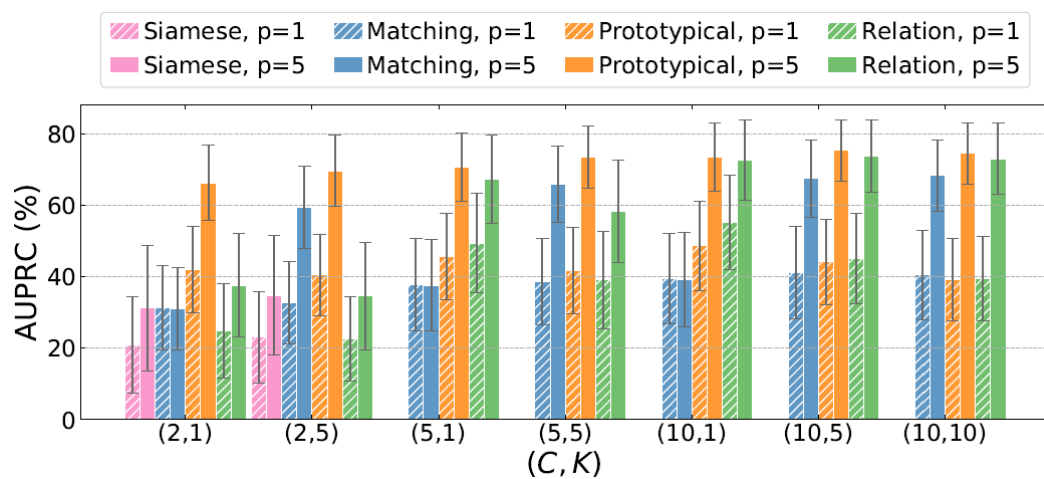 Siamese, p=1 Matching, p=1 Prototypical, p=1 Relation, p=1
Siamese, p=5 Matching, p=5 Prototypical, p=5 Relation, p=5
AUPRC (%)
80
60
40
20
0
(2,1) (2,5) (5,1) (5,5) (10,1) (10,5) (10,10)
(C, K)